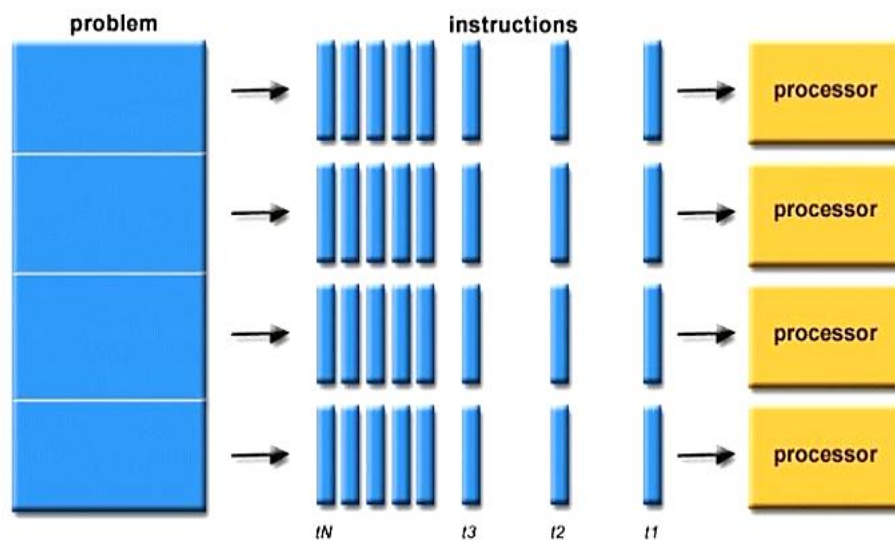 problem
instructions
processor
processor
processor
processor
tN t3 t2 t1